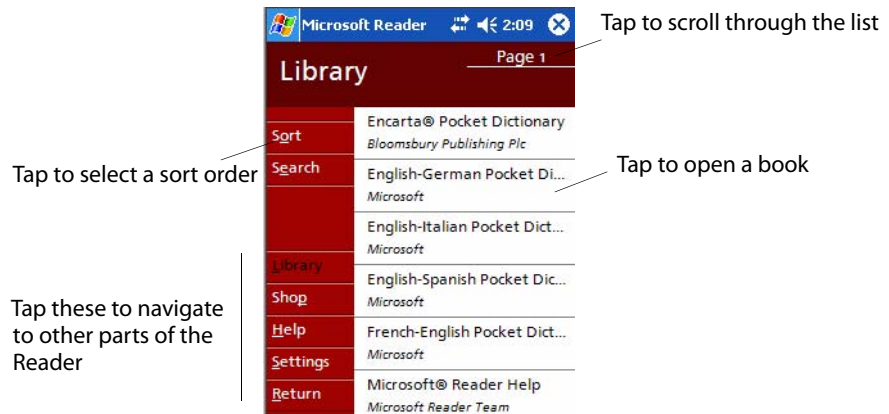 Microsoft Reader 2:09
Tap to scroll through the list
Library
Page 1
Sort
Search
Library
Shop
Help
Settings
Return
Encarta® Pocket Dictionary
Bloomsbury Publishing Plc
English-German Pocket Di...
Microsoft
English-Italian Pocket Dict...
Microsoft
English-Spanish Pocket Dic...
Microsoft
French-English Pocket Dict...
Microsoft
Microsoft® Reader Help
Microsoft Reader Team
Tap to select a sort order
Tap to open a book
Tap these to navigate
to other parts of the
Reader